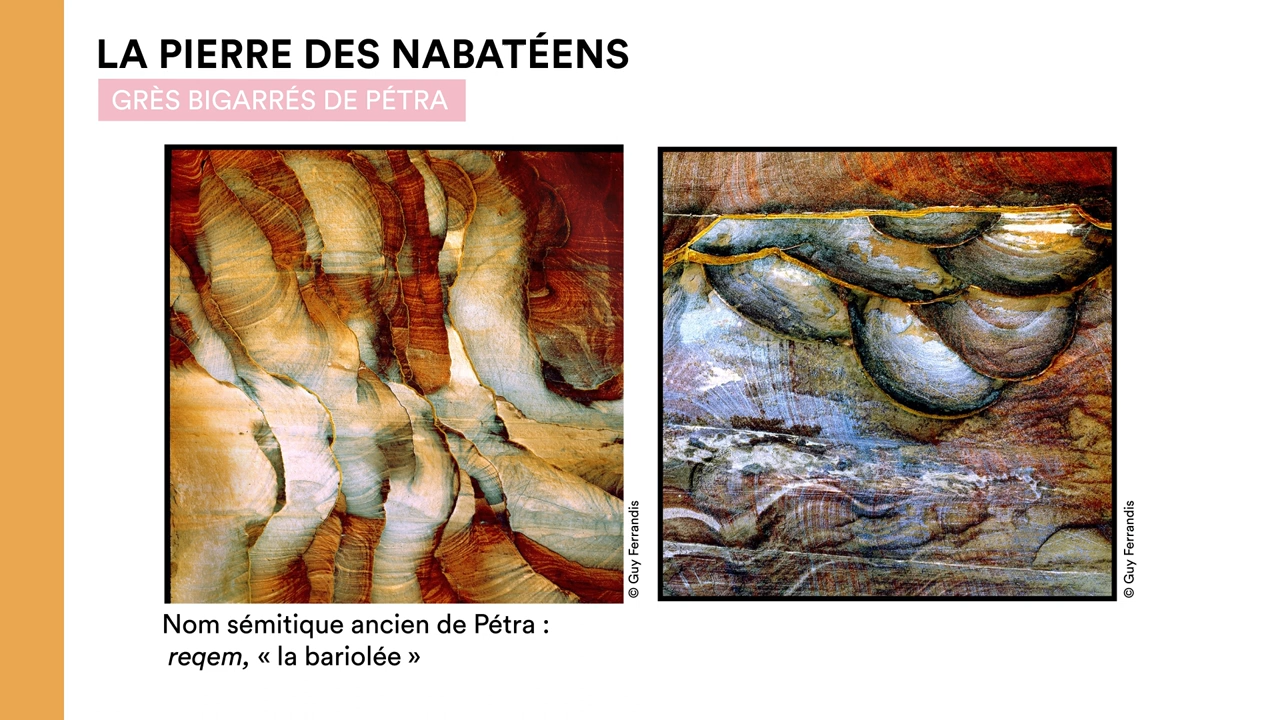 LA PIERRE DES NABATÉENS
GRÈS BIGARRÉS DE PÉTRA
© Guy Ferrandis
© Guy Ferrandis
Nom sémitique ancien de Pétra :
reqem, « la bariolée »